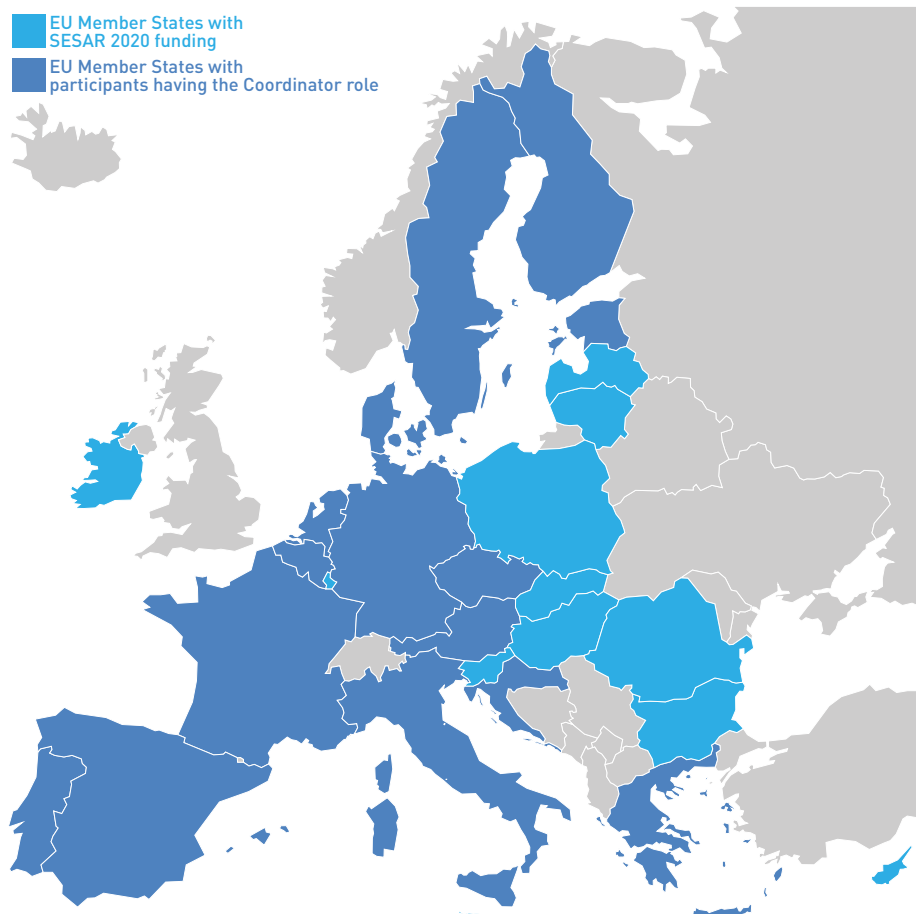 EU Member States with
SESAR 2020 funding
EU Member States with
participants having the Coordinator role